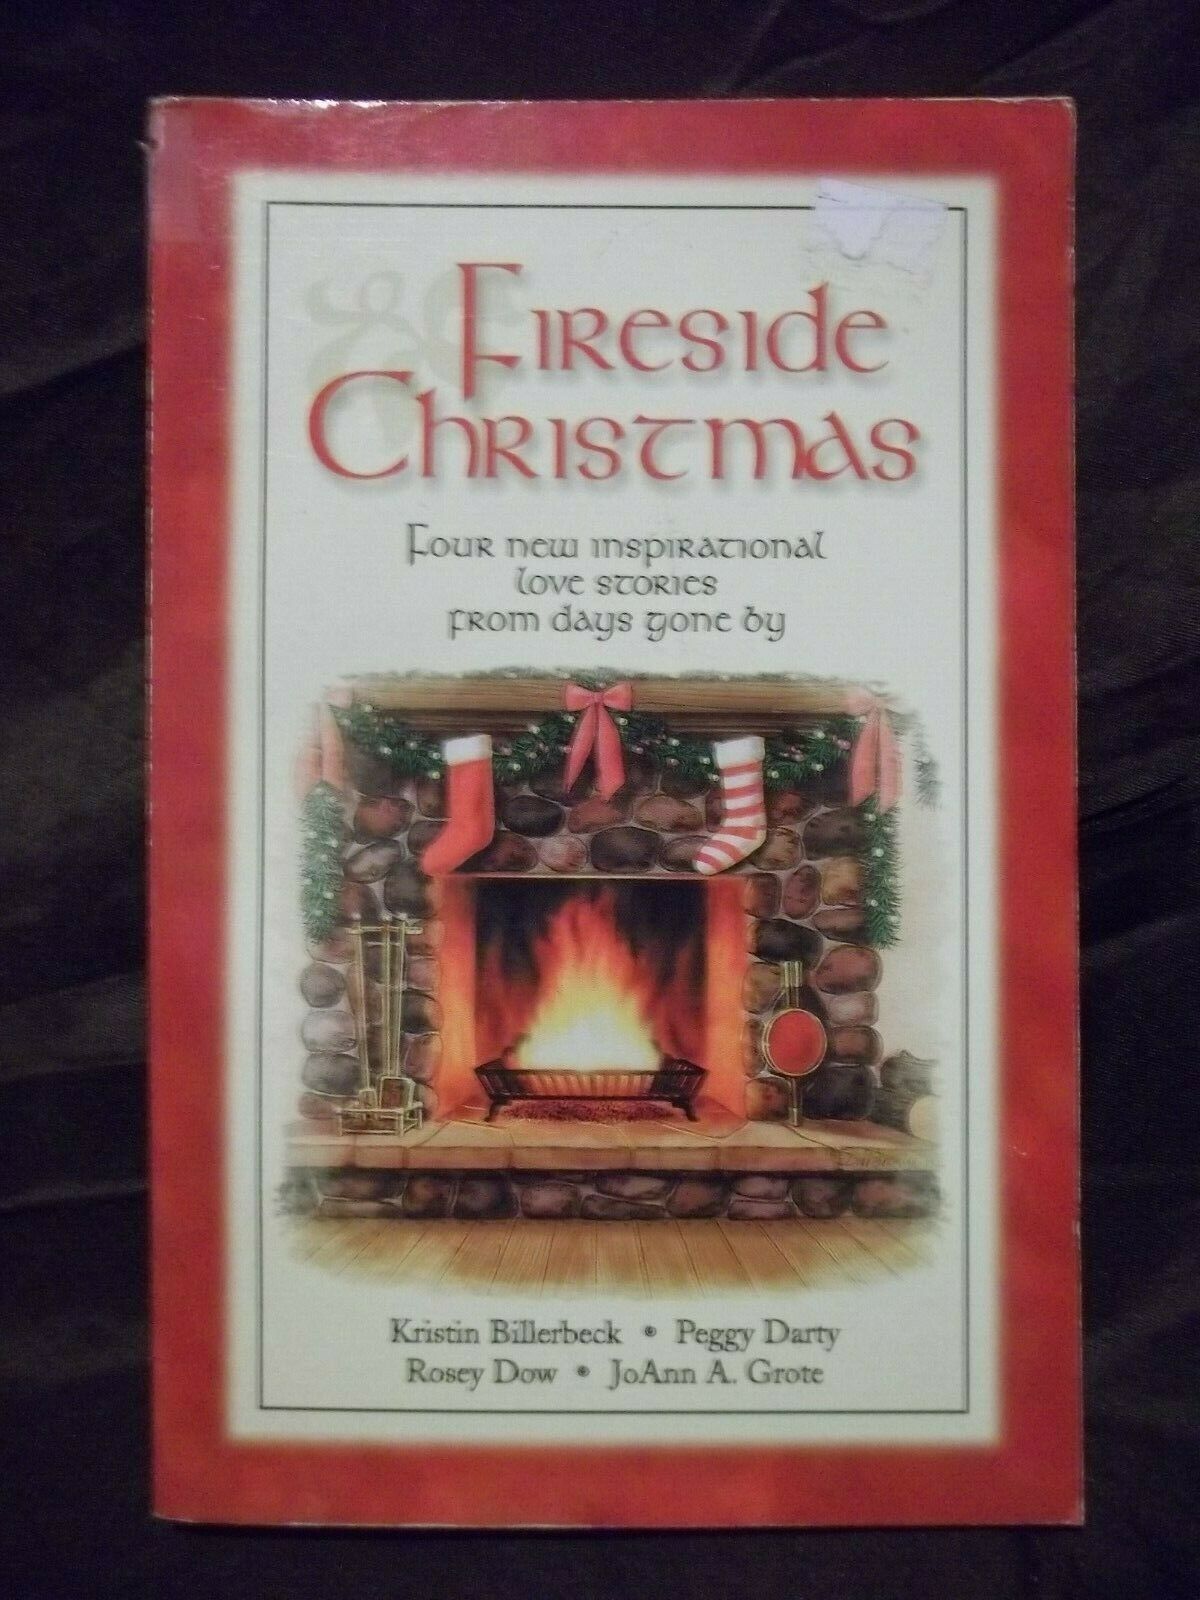 Fireside
Christmas
Four new inspirational
love stories
from days gone by
Kristin Billerbeck • Peggy Darty
Rosey Dow • JoAnn A. Grote